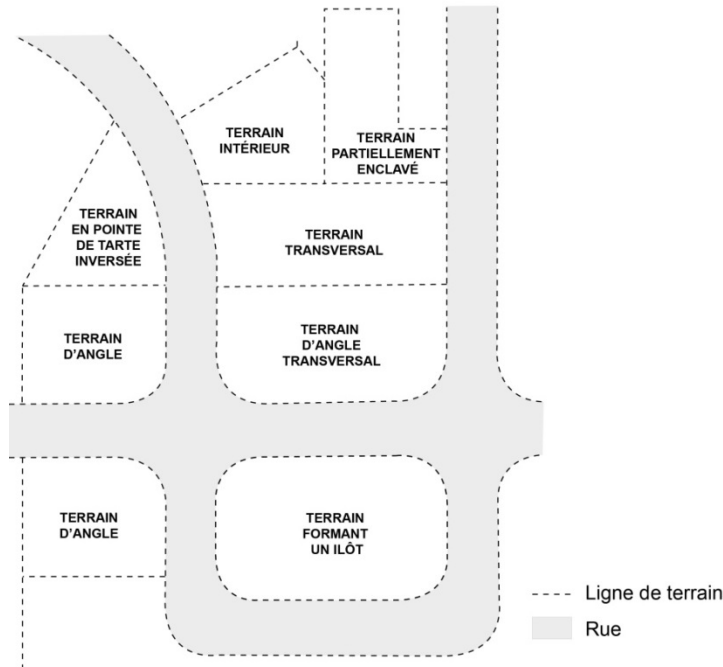 TERRAIN
INTÉRIEUR
TERRAIN
PARTIELLEMENT
ENCLAVÉ
TERRAIN
EN POINTE
DE TARTE
INVERSÉE
TERRAIN
TRANSVERSAL
TERRAIN
D'ANGLE
TERRAIN
D'ANGLE
TRANSVERSAL
TERRAIN
D'ANGLE
TERRAIN
FORMANT
UN ILÔT
Ligne de terrain
Rue